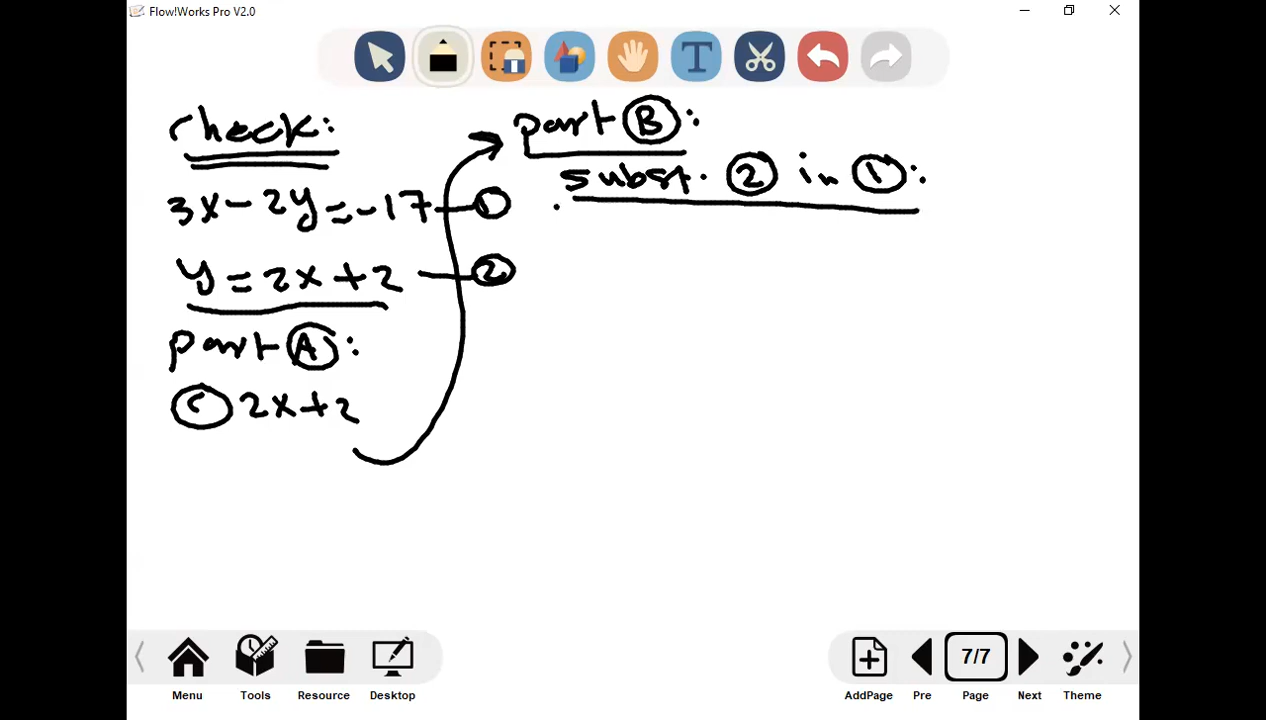 Flow!Works Pro V2.0
check:
3x - 2y = -17 — ①
y = 2x + 2 — ②
part Ⓐ:
ⓒ 2x + 2
part Ⓑ:
subst. ② in ①:
Menu
Tools
Resource
Desktop
AddPage
Pre
7/7
Page
Next
Theme